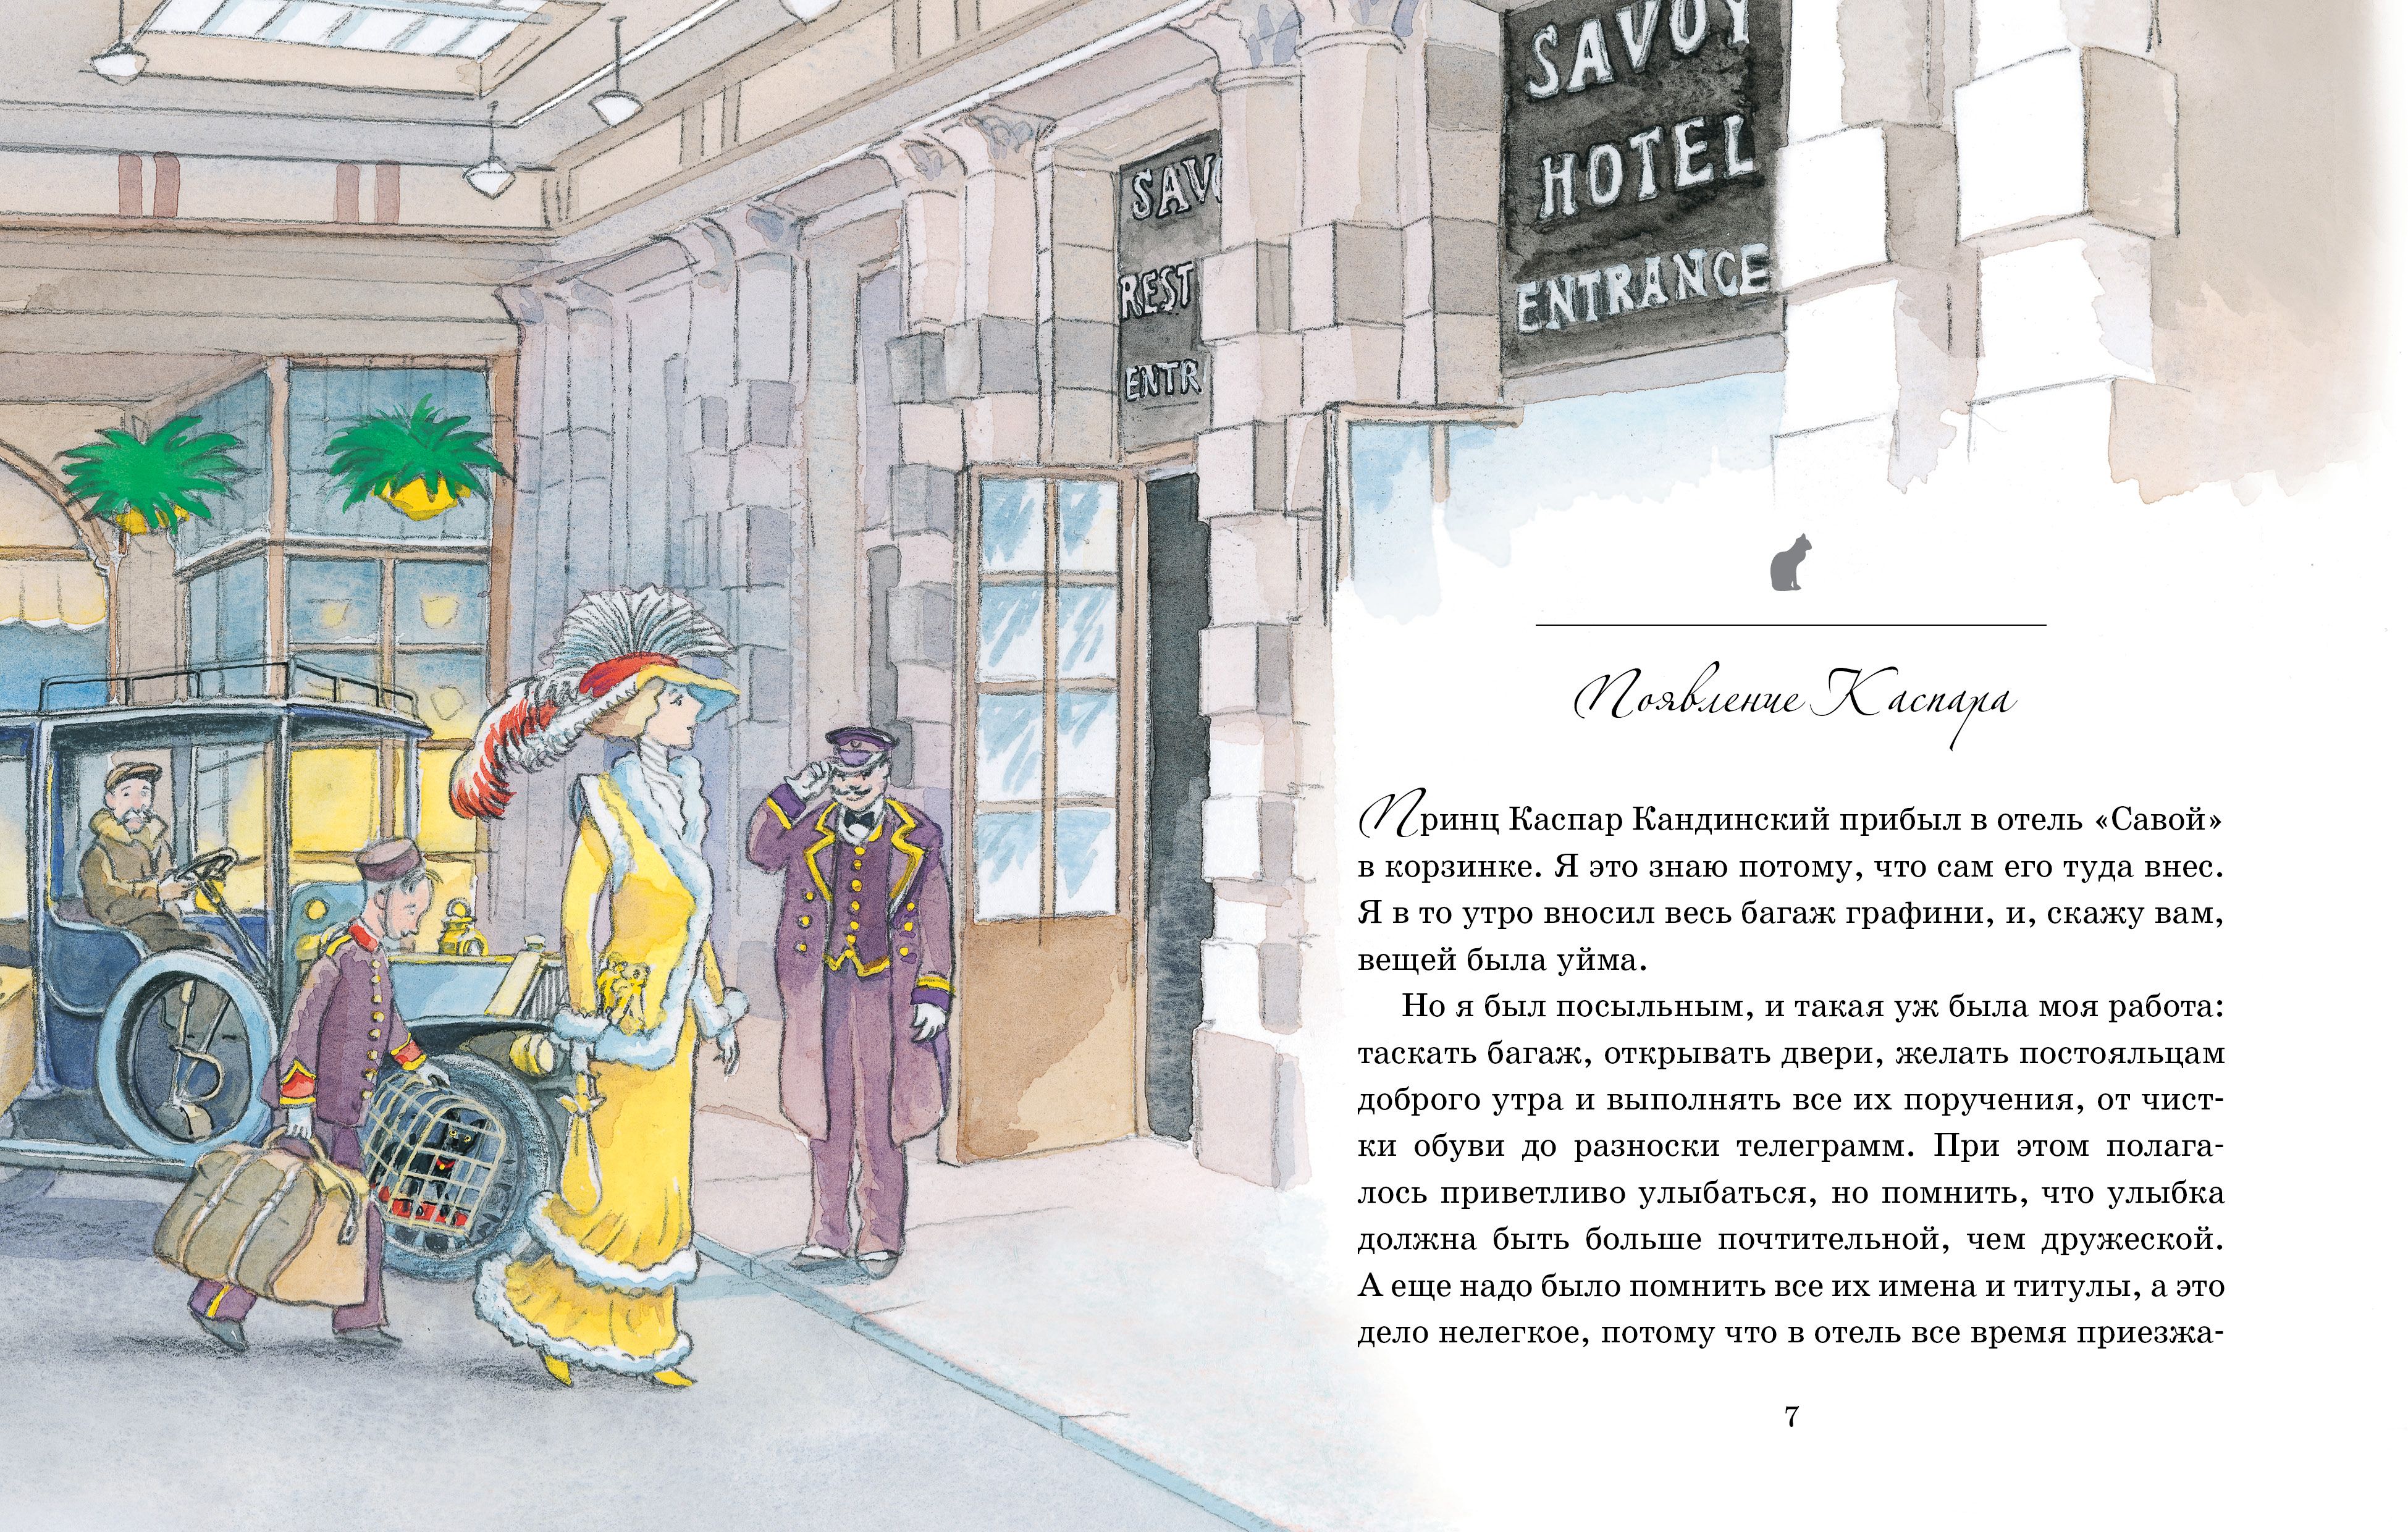 SAVOY
HOTEL
ENTRANCE
SAVO
REST
ENTR
Появление Каспара
Принц Каспар Кандинский прибыл в отель «Савой»
в корзинке. Я это знаю потому, что сам его туда внес.
Я в то утро вносил весь багаж графини, и, скажу вам,
вещей была уйма.
Но я был посыльным, и такая уж была моя работа:
таскать багаж, открывать двери, желать постояльцам
доброго утра и выполнять все их поручения, от чист-
ки обуви до разноски телеграмм. При этом полага-
лось приветливо улыбаться, но помнить, что улыбка
должна быть больше почтительной, чем дружеской.
А еще надо было помнить все их имена и титулы, а это
дело нелегкое, потому что в отель все время приезжа-
7